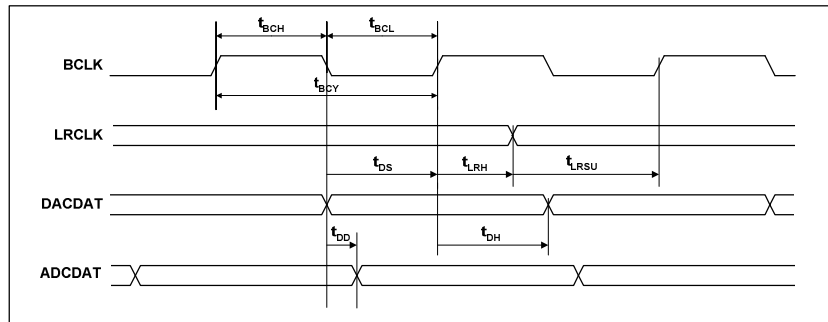 tBCH tBCL
BCLK
tBCY
LRCLK
tDS tLRH tLRSU
DACDAT
tDD tDH
ADCDAT